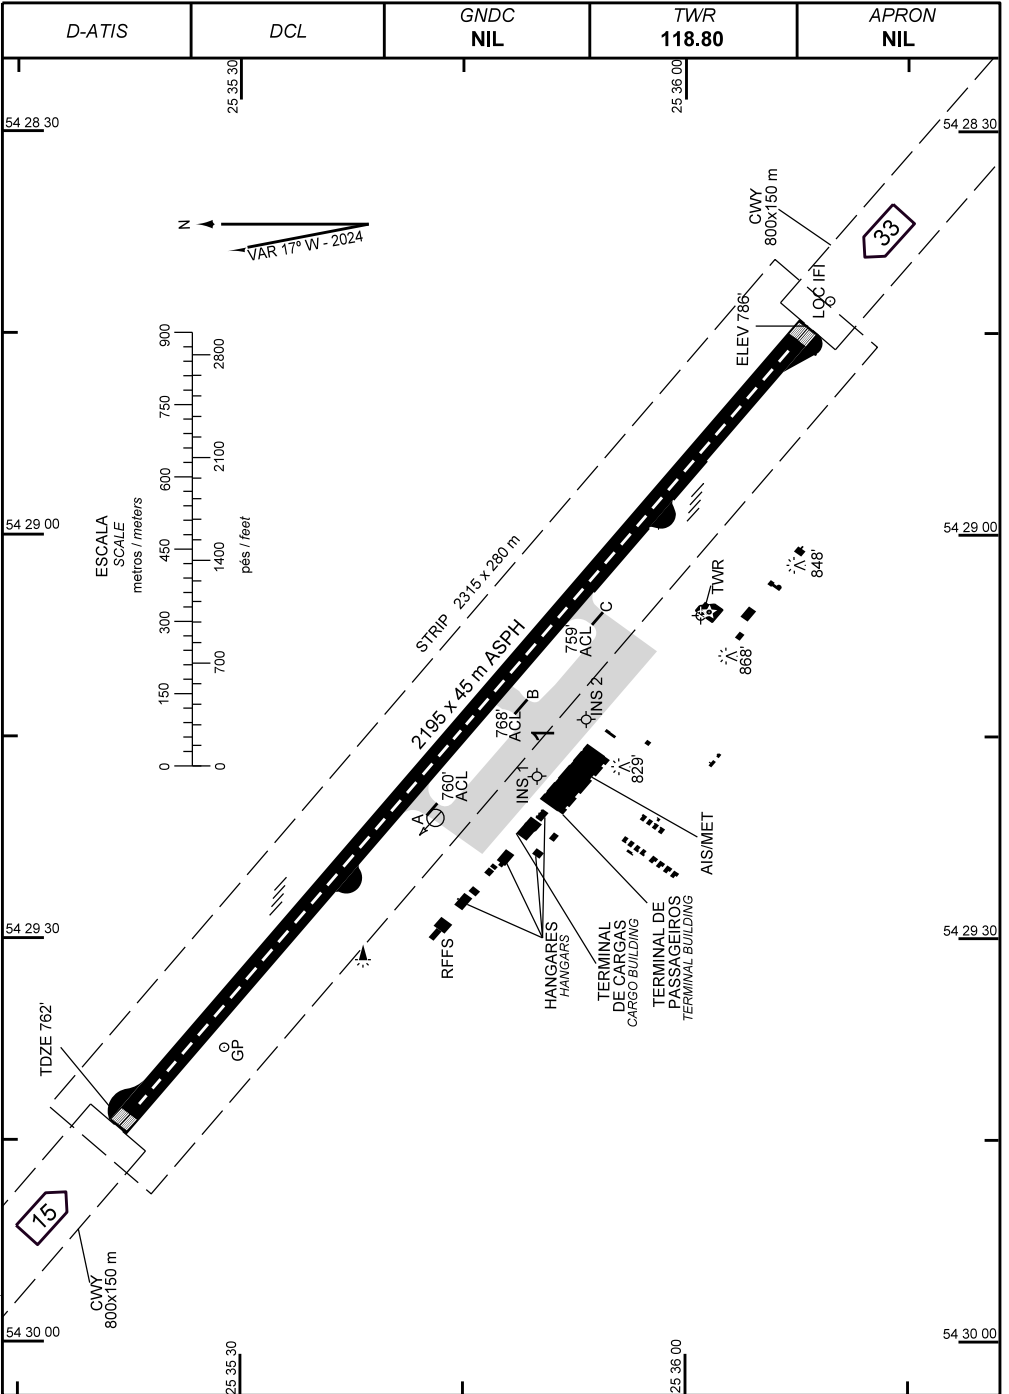 D-ATIS
DCL
GNDC
NIL
TWR
118.80
APRON
NIL
25 35 30
25 36 00
54 28 30
54 28 30
N
VAR 17º W - 2024
CWY
800x150 m
33
LOC IFI
ELEV 786'
ESCALA
SCALE
metros / meters
0
150
300
450
600
750
900
0
700
1400
2100
2800
pés / feet
54 29 00
54 29 00
STRIP 2315 x 280 m
2195 x 45 m ASPH
TWR
848'
868'
C
759'
ACL
B
768'
ACL
INS 2
1
INS 1
829'
A
760'
ACL
AIS/MET
RFFS
HANGARES
HANGARS
TERMINAL
DE CARGAS
CARGO BUILDING
TERMINAL DE
PASSAGEIROS
TERMINAL BUILDING
54 29 30
54 29 30
GP
TDZE 762'
15
CWY
800x150 m
54 30 00
54 30 00
25 35 30
25 36 00